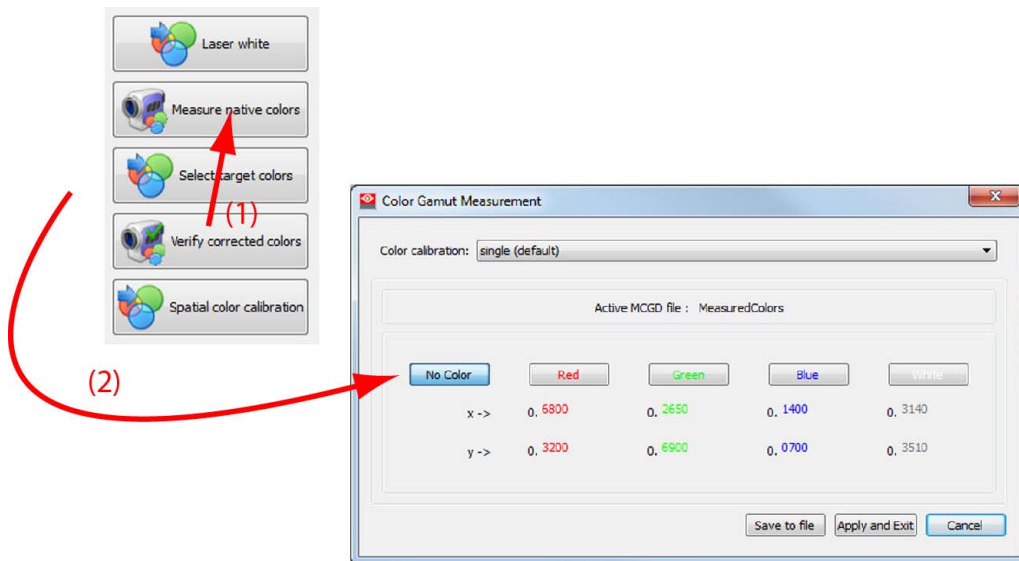 Laser white
Measure native colors
Select target colors
(1)
Verify corrected colors
Spatial color calibration
(2)
Color Gamut Measurement
Color calibration: single (default)
Active MCGD file : MeasuredColors
No Color Red Green Blue White
x -> 0. 6800 0. 2650 0. 1400 0. 3140
y -> 0. 3200 0. 6900 0. 0700 0. 3510
Save to file Apply and Exit Cancel